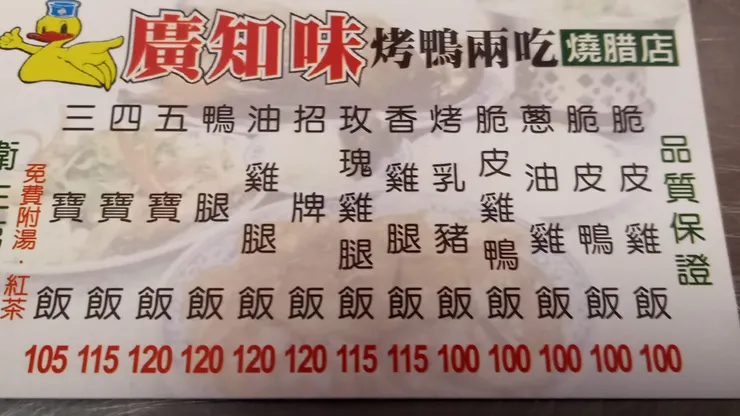 廣知味 烤鴨兩吃 燒腊店
品質保證
脆皮雞飯 100
脆皮鴨飯 100
蔥油雞飯 100
脆皮雞鴨飯 100
烤乳豬飯 100
香雞腿飯 115
玫瑰雞腿飯 115
招牌飯 120
油雞腿飯 120
鴨腿飯 120
五寶飯 120
四寶飯 115
三寶飯 105
免費附湯．紅茶